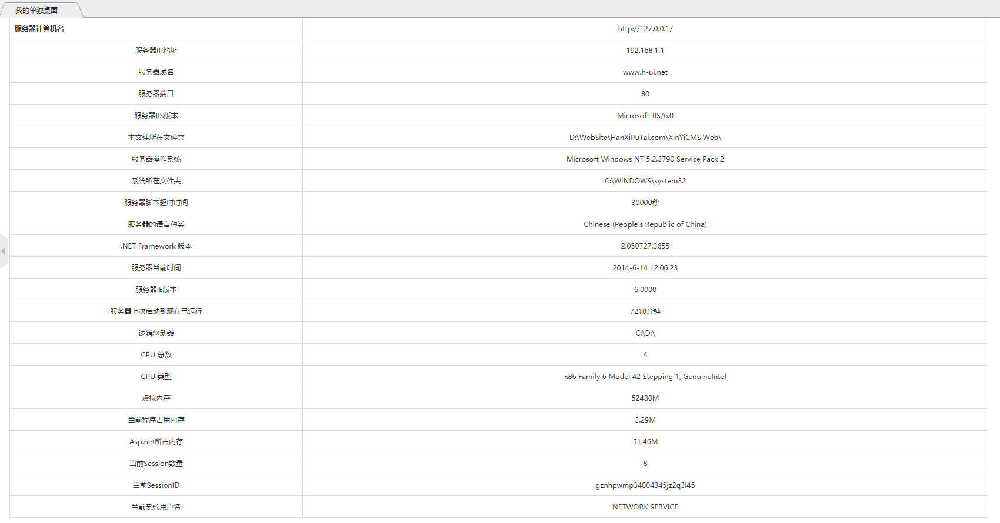 我的单独桌面
服务器计算机名 http://127.0.0.1/
服务器IP地址 192.168.1.1
服务器域名 www.h-ui.net
服务器端口 80
服务器IIS版本 Microsoft-IIS/6.0
本文件所在文件夹 D:\WebSite\HanXiPuTai.com\XinYiCMS.Web\
服务器操作系统 Microsoft Windows NT 5.2.3790 Service Pack 2
系统所在文件夹 C:\WINDOWS\system32
服务器脚本超时时间 30000秒
服务器的语言种类 Chinese (People's Republic of China)
.NET Framework 版本 2.050727.3655
服务器当前时间 2014-6-14 12:06:23
服务器IE版本 6.0000
服务器上次启动到现在已运行 7210分钟
逻辑驱动器 C:\D:\
CPU 总数 4
CPU 类型 x86 Family 6 Model 42 Stepping 1, GenuineIntel
虚拟内存 52480M
当前程序占用内存 3.29M
Asp.net所占内存 51.46M
当前Session数量 8
当前SessionID gznhpwmp34004345jz2q3l45
当前系统用户名 NETWORK SERVICE